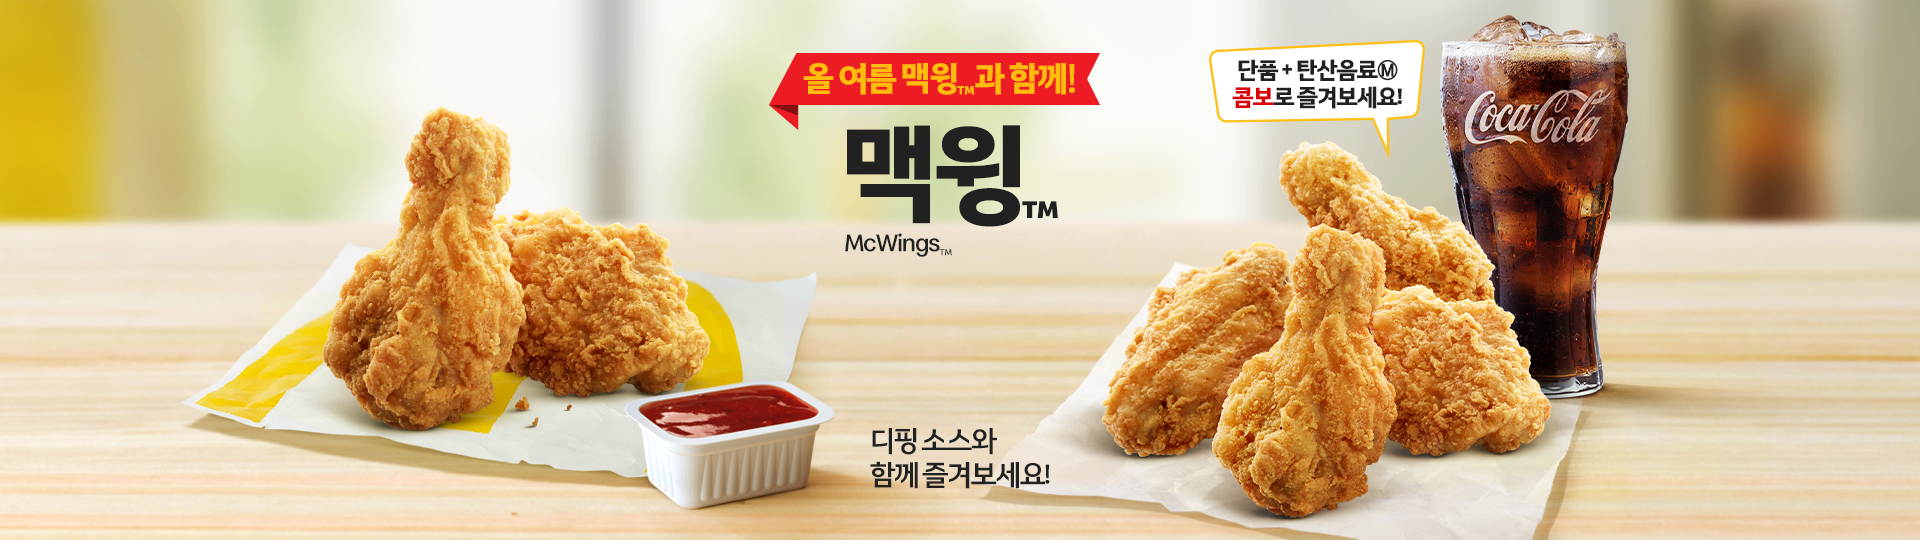 올 여름 맥윙™과 함께!
맥윙™
McWings™
단품 + 탄산음료Ⓜ
콤보로 즐겨보세요!
Coca-Cola
디핑 소스와
함께 즐겨보세요!